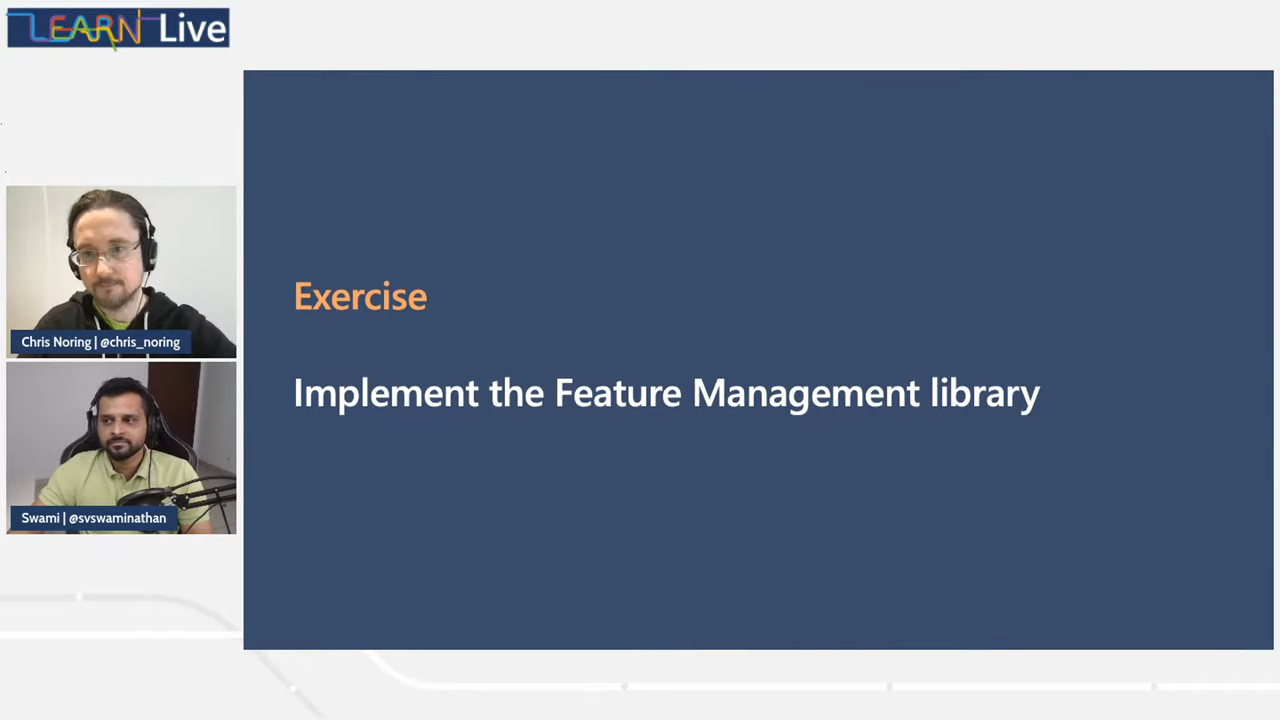 LEARN Live
Exercise
Implement the Feature Management library
Chris Noring | @chris_noring
Swami | @svswaminathan